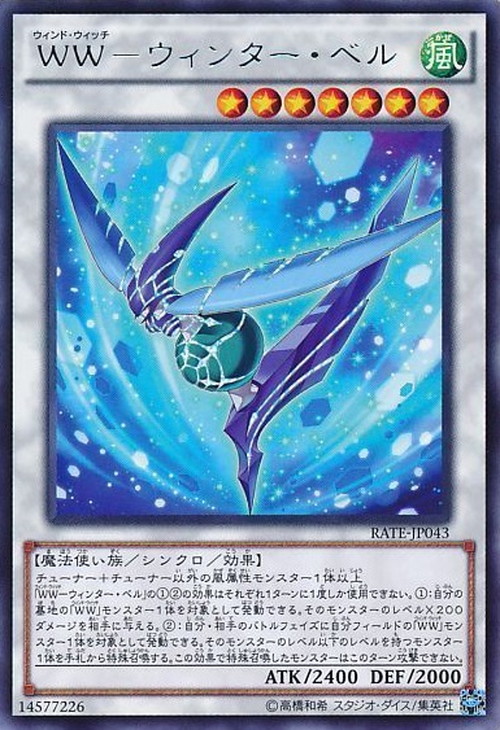 ウィンド・ウィッチ
WW－ウィンター・ベル
かぜ
風
RATE-JP043
【魔法使い族／シンクロ／効果】
チューナー＋チューナー以外の風属性モンスター1体以上
「WW－ウィンター・ベル」の①②の効果はそれぞれ1ターンに1度しか使用できない。①：自分の
墓地の「WW」モンスター1体を対象として発動できる。そのモンスターのレベル×200
ダメージを相手に与える。②：自分・相手のバトルフェイズに自分フィールドの「WW」モン
スター1体を対象として発動できる。そのモンスターのレベル以下のレベルを持つモンスター
1体を手札から特殊召喚する。この効果で特殊召喚したモンスターはこのターン攻撃できない。
ATK/2400 DEF/2000
14577226
©高橋和希 スタジオ・ダイス/集英社